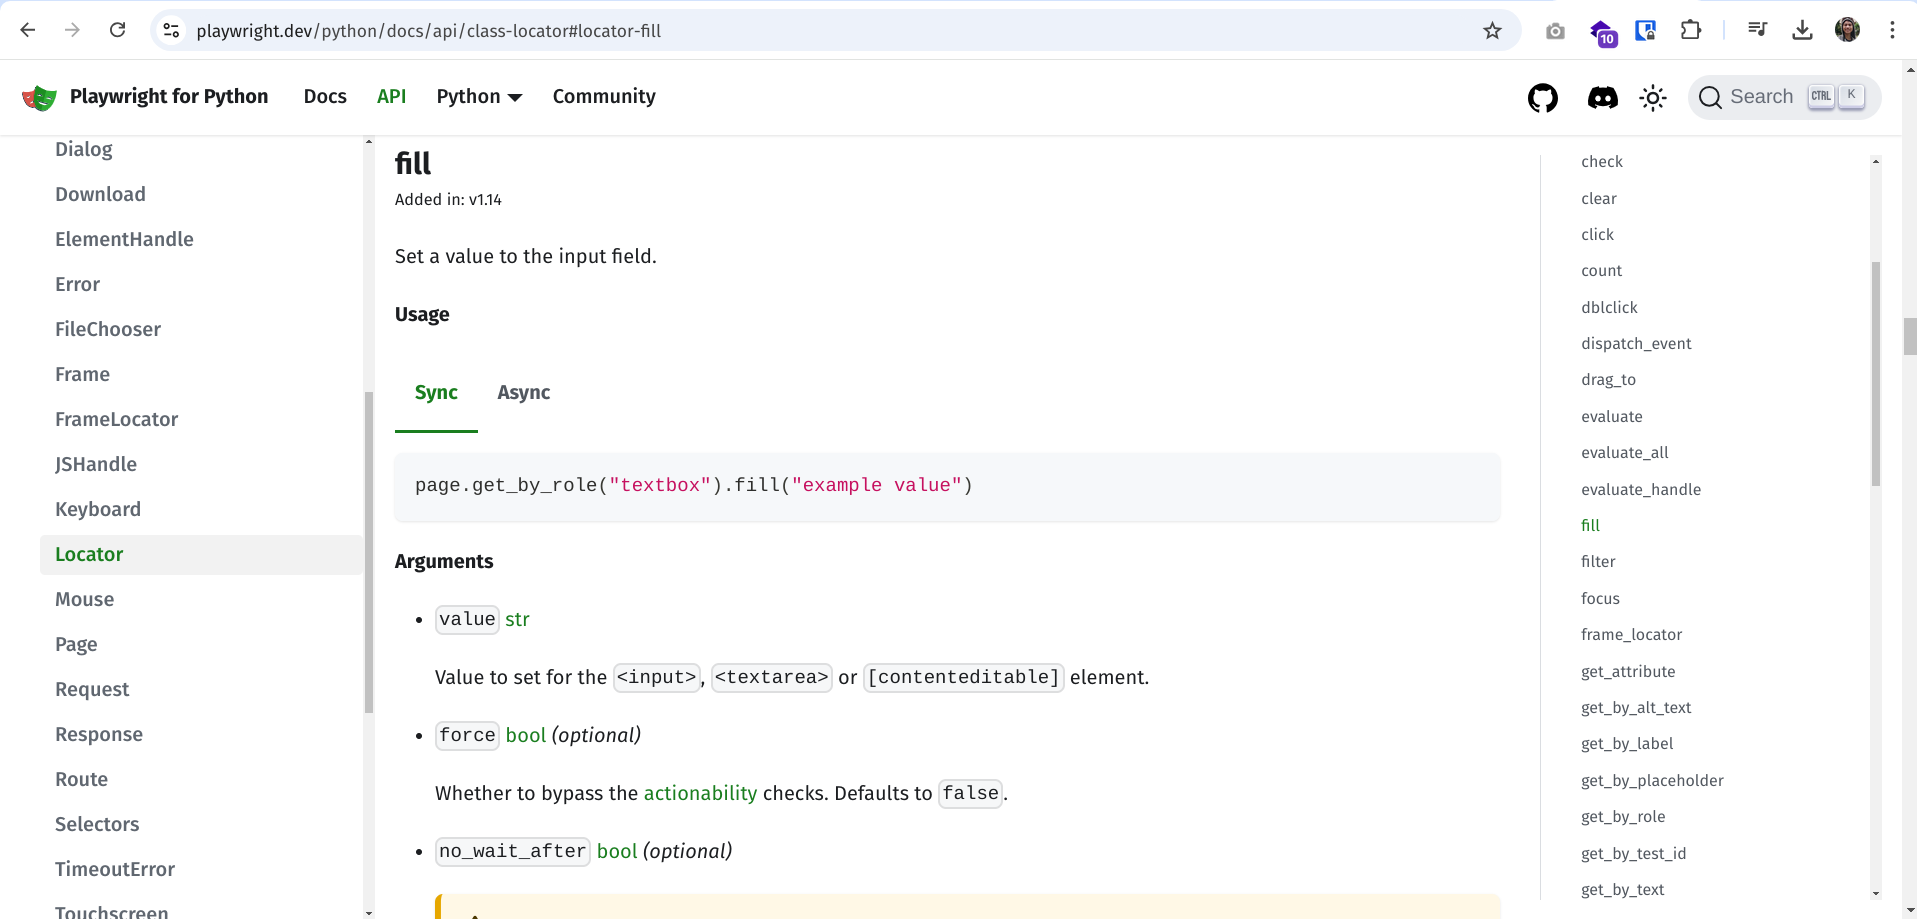 playwright.dev/python/docs/api/class-locator#locator-fill
10
Playwright for Python
Docs
API
Python
Community
Search
CTRL
K
Dialog
Download
ElementHandle
Error
FileChooser
Frame
FrameLocator
JSHandle
Keyboard
Locator
Mouse
Page
Request
Response
Route
Selectors
TimeoutError
Touchscreen
fill
Added in: v1.14
Set a value to the input field.
Usage
Sync
Async
page.get_by_role("textbox").fill("example value")
Arguments
value str
Value to set for the <input>, <textarea> or [contenteditable] element.
force bool (optional)
Whether to bypass the actionability checks. Defaults to false.
no_wait_after bool (optional)
check
clear
click
count
dblclick
dispatch_event
drag_to
evaluate
evaluate_all
evaluate_handle
fill
filter
focus
frame_locator
get_attribute
get_by_alt_text
get_by_label
get_by_placeholder
get_by_role
get_by_test_id
get_by_text